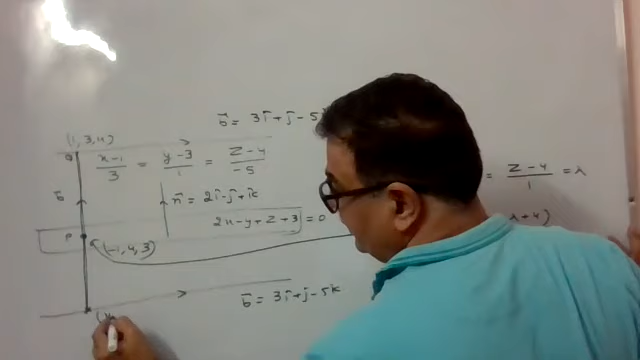 b̄ = 3î+ĵ-5
(1, 3, 4)
Q
x-1/3 = y-3/1 = z-4/-5
= z-4/1 = λ
b̄
n̄ = 2î-ĵ+k̂
2x-y+z+3 = 0
λ+4)
P
(-1, 4, 3)
b̄ = 3î+ĵ-5k̂
(